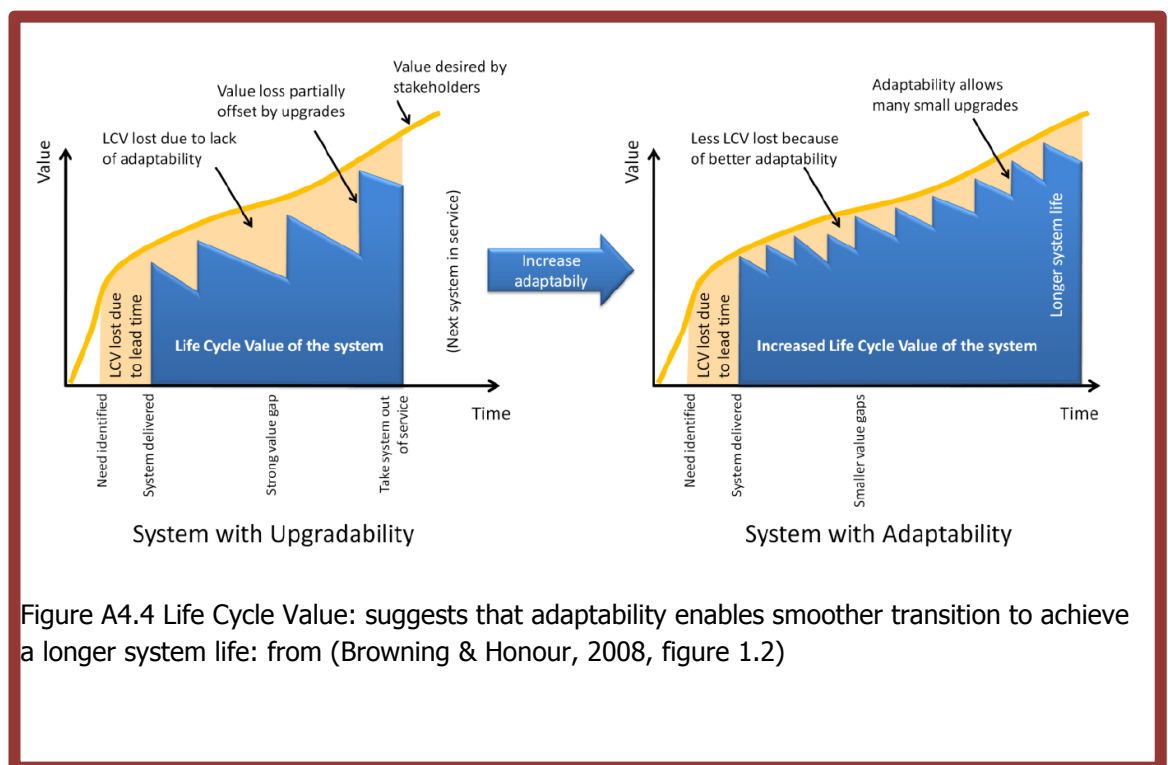 Value desired by
stakeholders
Value loss partially
offset by upgrades
LCV lost due to lack
of adaptability
Value
LCV lost due
to lead time
Life Cycle Value of the system
(Next system in service)
Time
Need identified
System delivered
Strong value gap
Take system out
of service
System with Upgradability
Increase
adaptabily
Adaptability allows
many small upgrades
Less LCV lost because
of better adaptability
Value
LCV lost due
to lead time
Increased Life Cycle Value of the system
Longer system life
Time
Need identified
System delivered
Smaller value gaps
System with Adaptability
Figure A4.4 Life Cycle Value: suggests that adaptability enables smoother transition to achieve
a longer system life: from (Browning & Honour, 2008, figure 1.2)